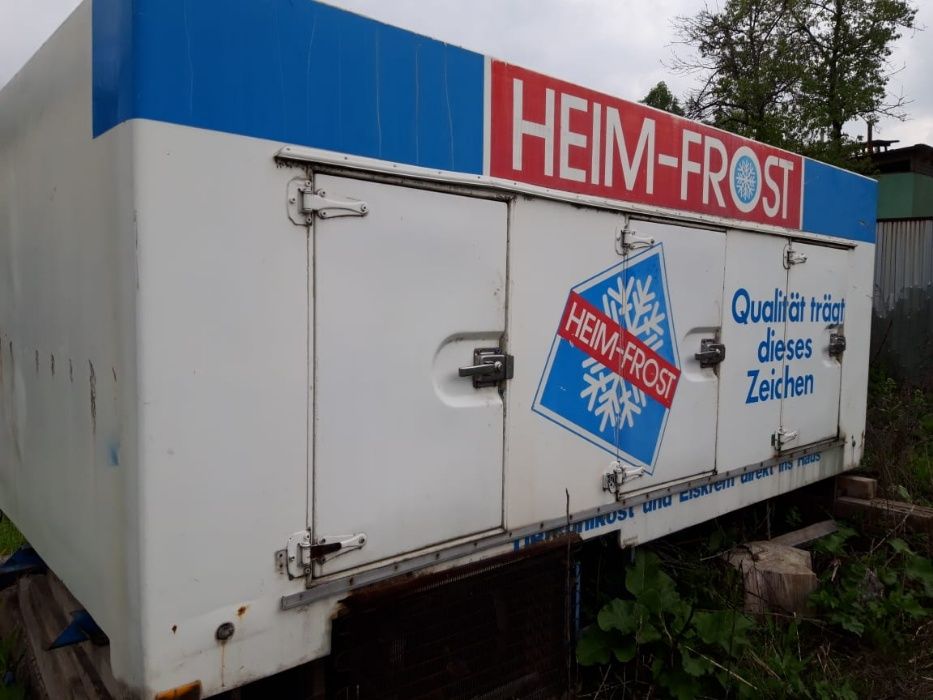 HEIM-FROST
HEIM-FROST
Qualität trägt
dieses
Zeichen
und Eiskrem direkt ins Haus